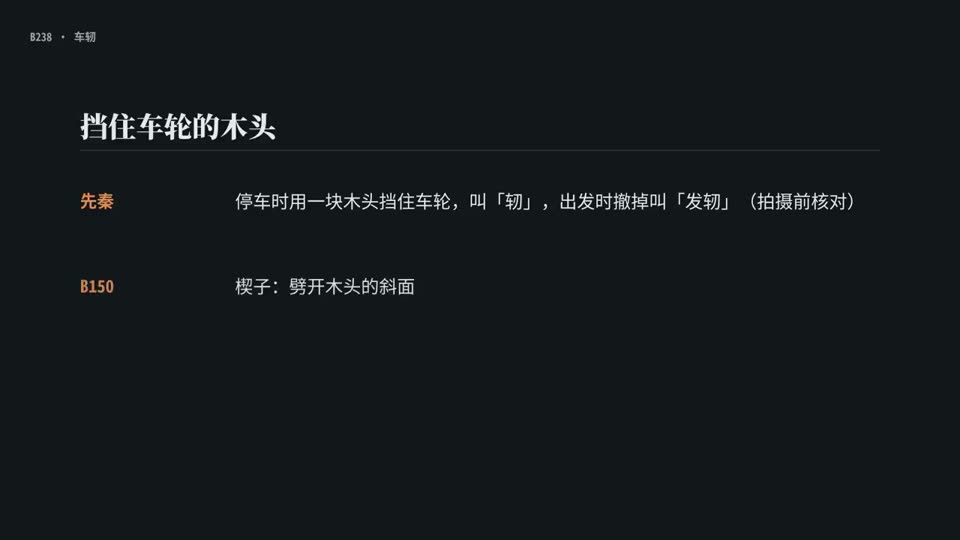 B238 · 车轫
挡住车轮的木头
先秦 停车时用一块木头挡住车轮，叫「轫」，出发时撤掉叫「发轫」（拍摄前核对）
B150 楔子：劈开木头的斜面